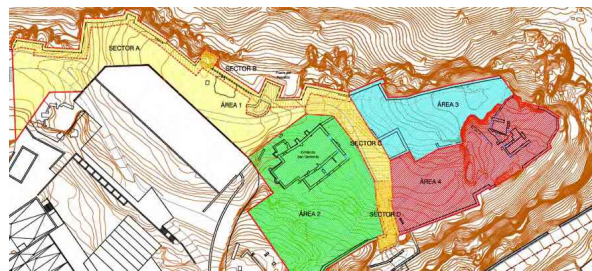 SECTOR A
SECTOR B
ÁREA 1
ÁREA 3
SECTOR C
ÁREA 4
ÁREA 2
SECTOR D